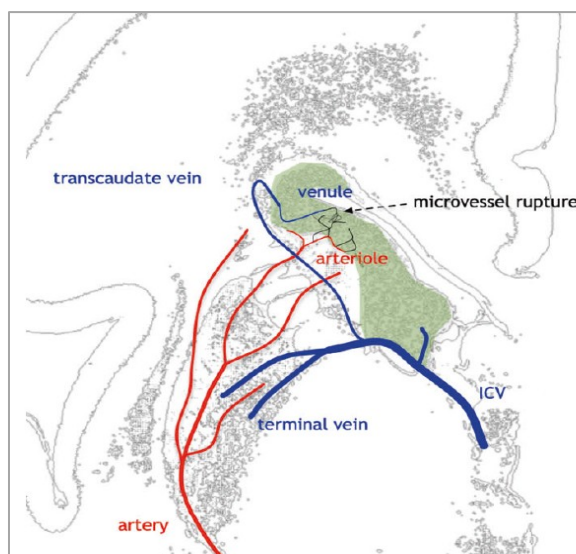 transcaudate vein
venule
microvessel rupture
arteriole
ICV
terminal vein
artery